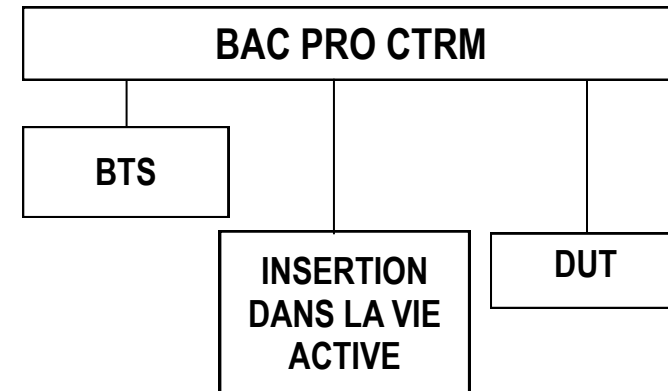 BAC PRO CTRM
BTS
INSERTION
DANS LA VIE
ACTIVE
DUT